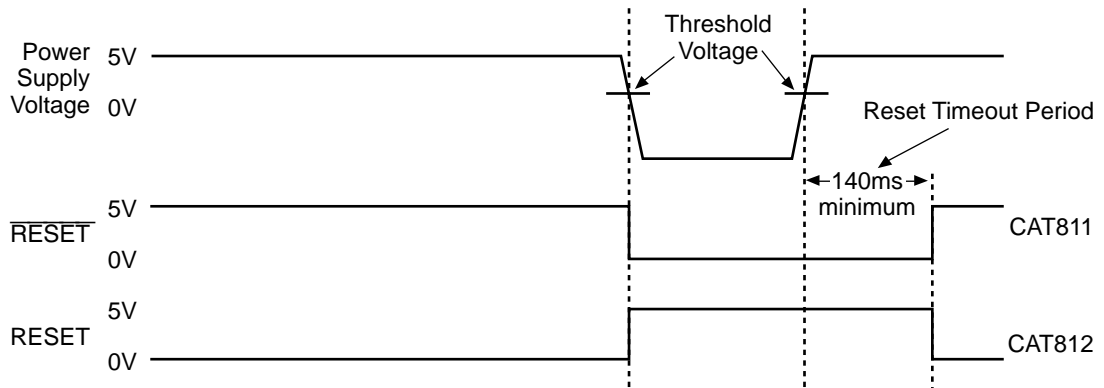 Threshold
Voltage
Power
Supply
Voltage
5V
0V
Reset Timeout Period
140ms
minimum
RESET
5V
0V
CAT811
RESET
5V
0V
CAT812